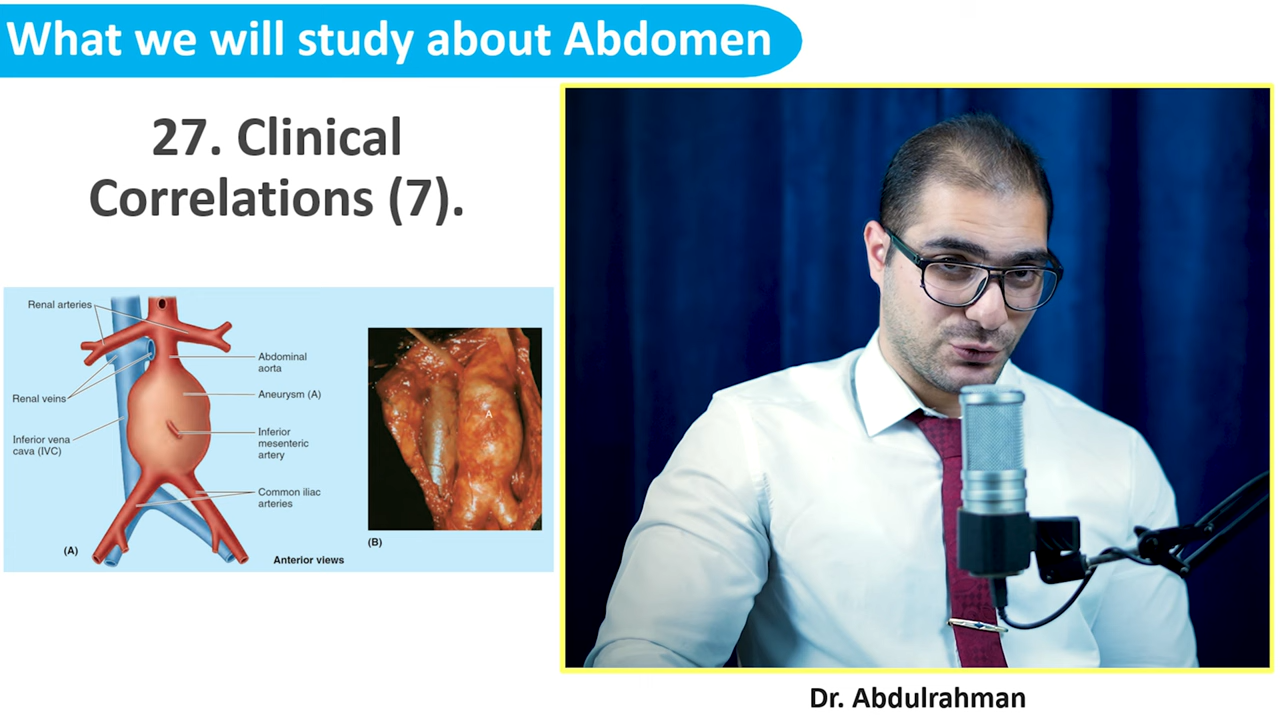 What we will study about Abdomen
27. Clinical
Correlations (7).
Renal arteries
Renal veins
Inferior vena
cava (IVC)
Abdominal
aorta
Aneurysm (A)
Inferior
mesenteric
artery
Common iliac
arteries
(A)
Anterior views
A
(B)
Dr. Abdulrahman